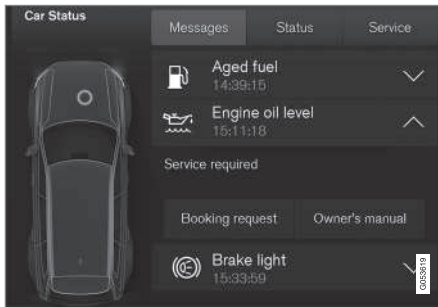 Car Status
Messages
Status
Service
Aged fuel
14:39:15
Engine oil level
15:11:18
Service required
Booking request
Owner's manual
Brake light
15:33:59
G053619